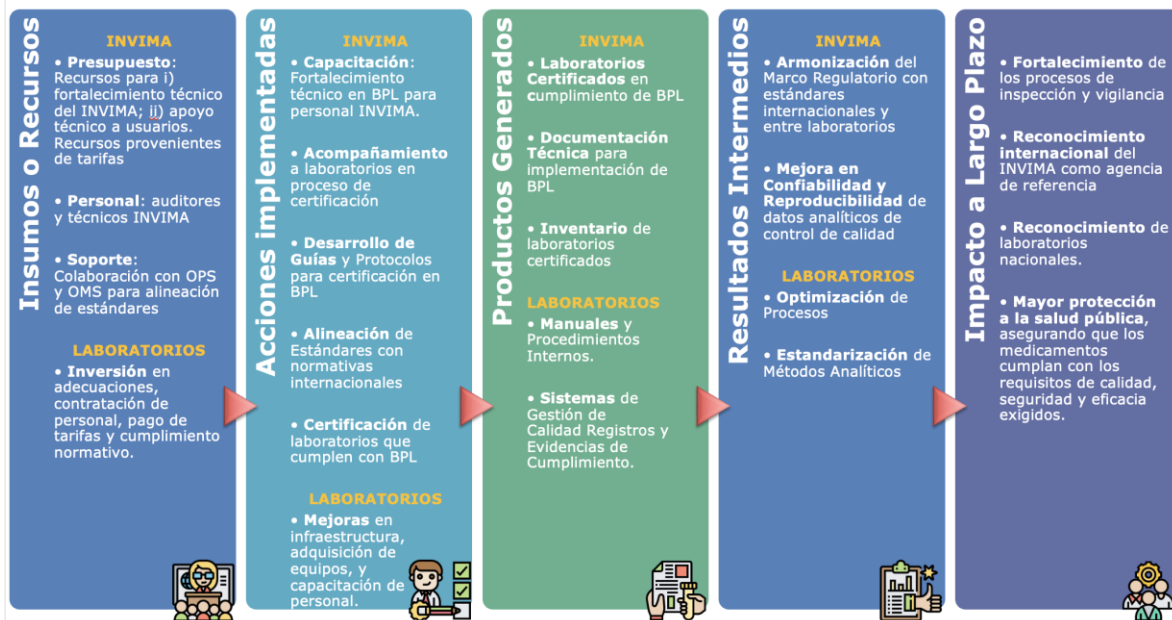 Insumos o Recursos
INVIMA
• Presupuesto:
Recursos para i)
fortalecimiento técnico
del INVIMA; ii) apoyo
técnico a usuarios.
Recursos provenientes
de tarifas
• Personal: auditores
y técnicos INVIMA
• Soporte:
Colaboración con OPS
y OMS para alineación
de estándares
LABORATORIOS
• Inversión en
adecuaciones,
contratación de
personal, pago de
tarifas y cumplimiento
normativo.
Acciones implementadas
INVIMA
• Capacitación:
Fortalecimiento
técnico en BPL para
personal INVIMA.
• Acompañamiento
a laboratorios en
proceso de
certificación
• Desarrollo de
Guías y Protocolos
para certificación en
BPL
• Alineación de
Estándares con
normativas
internacionales
• Certificación de
laboratorios que
cumplen con BPL
LABORATORIOS
• Mejoras en
infraestructura,
adquisición de
equipos, y
capacitación de
personal.
Productos Generados
INVIMA
• Laboratorios
Certificados en
cumplimiento de BPL
• Documentación
Técnica para
implementación de
BPL
• Inventario de
laboratorios
certificados
LABORATORIOS
• Manuales y
Procedimientos
Internos.
• Sistemas de
Gestión de
Calidad Registros y
Evidencias de
Cumplimiento.
Resultados Intermedios
INVIMA
• Armonización del
Marco Regulatorio con
estándares
internacionales y
entre laboratorios
• Mejora en
Confiabilidad y
Reproducibilidad de
datos analíticos de
control de calidad
LABORATORIOS
• Optimización de
Procesos
• Estandarización de
Métodos Analíticos
Impacto a Largo Plazo
• Fortalecimiento de
los procesos de
inspección y vigilancia
• Reconocimiento
internacional del
INVIMA como agencia
de referencia
• Reconocimiento de
laboratorios
nacionales.
• Mayor protección
a la salud pública,
asegurando que los
medicamentos
cumplan con los
requisitos de calidad,
seguridad y eficacia
exigidos.